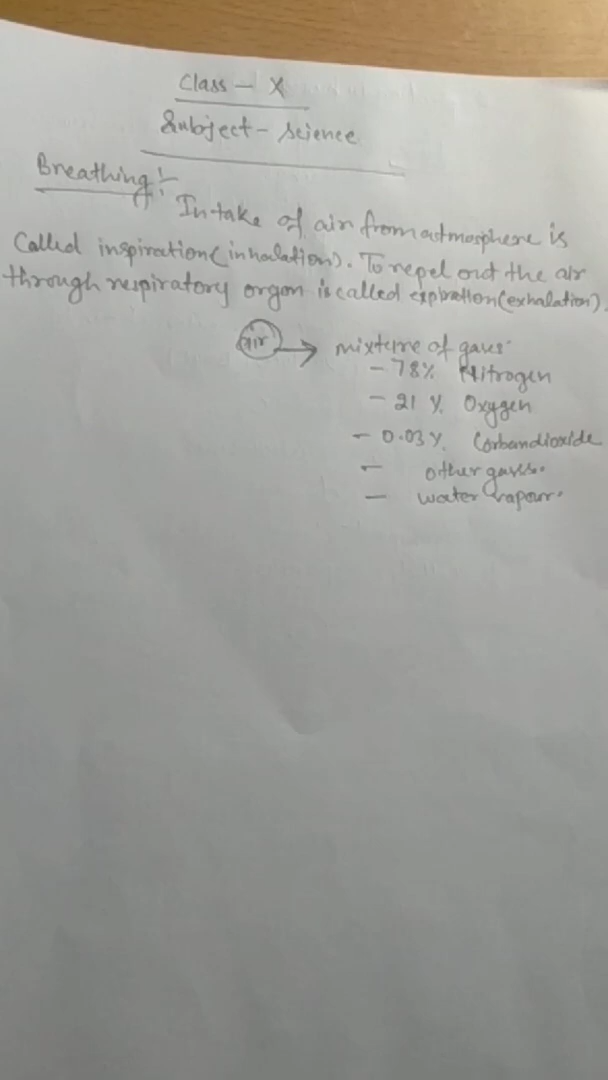 Class - X
Subject - Science
Breathing :-
Intake of air from atmosphere is
Called inspiration (inhalation). To repel out the air
through respiratory organ is called expiration (exhalation).
air → mixture of gases
- 78% Nitrogen
- 21 % Oxygen
- 0.03 % Carbandioxide
- other gases.
- water vapour.